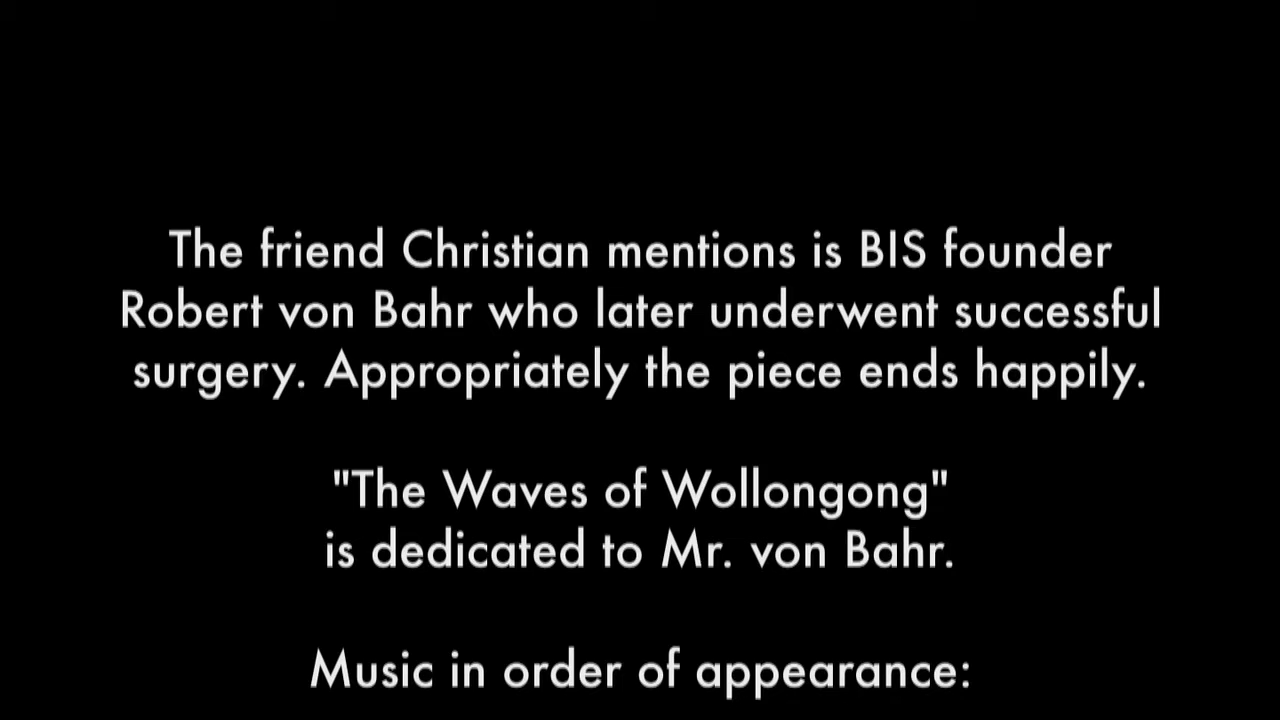 The friend Christian mentions is BIS founder
Robert von Bahr who later underwent successful
surgery. Appropriately the piece ends happily.
"The Waves of Wollongong"
is dedicated to Mr. von Bahr.
Music in order of appearance: